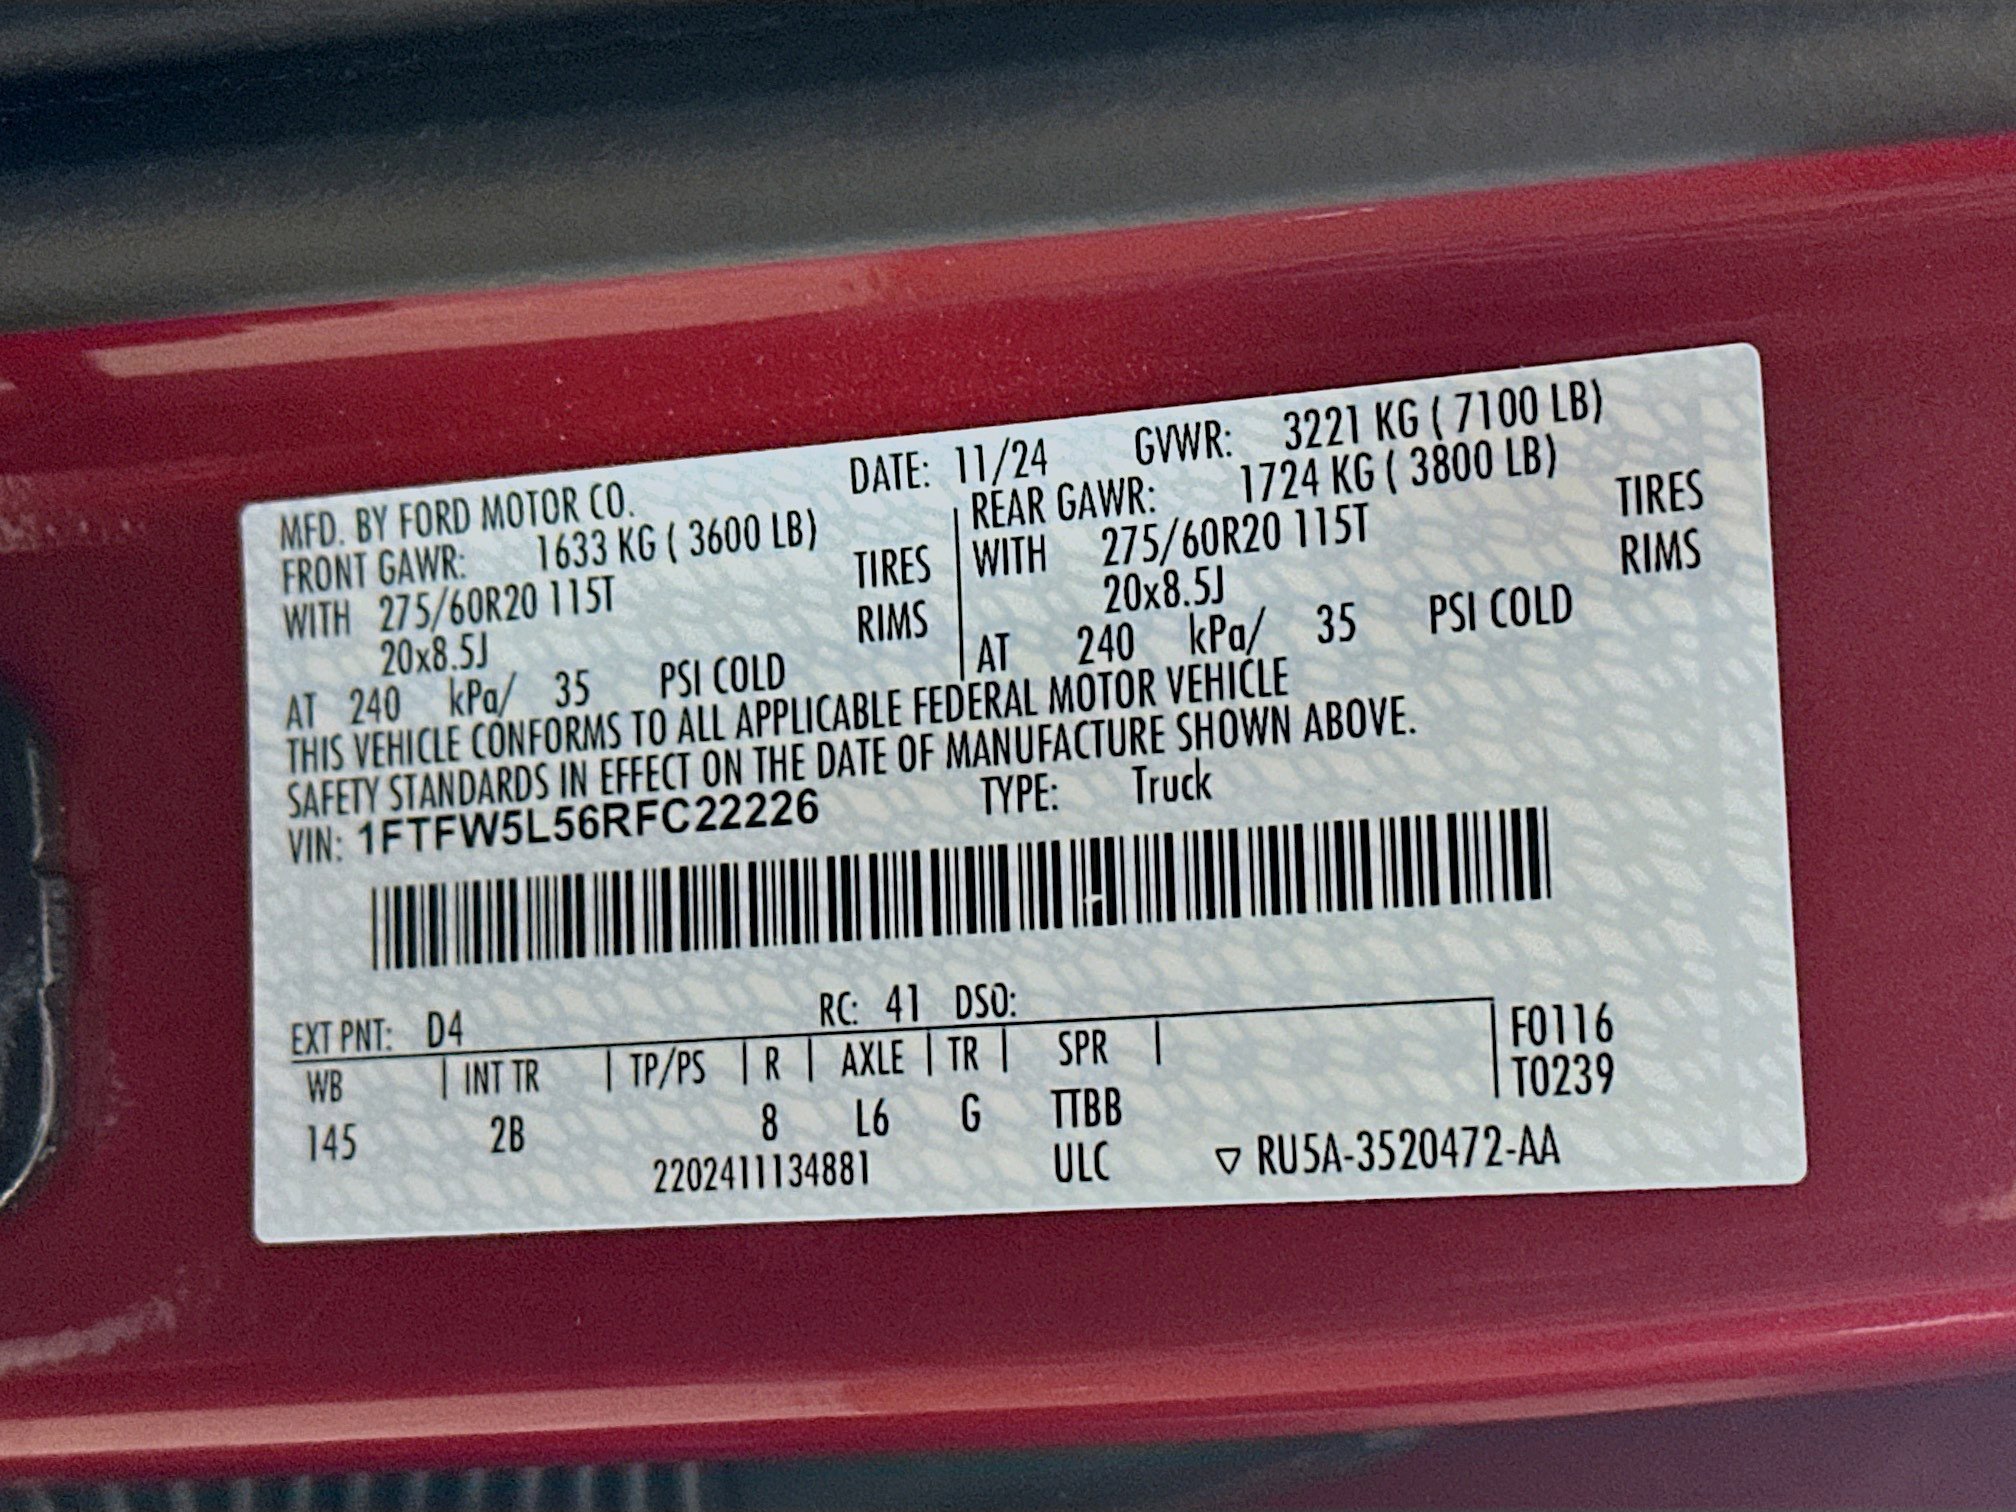 MFD. BY FORD MOTOR CO. DATE: 11/24 GVWR: 3221 KG ( 7100 LB)
FRONT GAWR: 1633 KG ( 3600 LB)
WITH 275/60R20 115T TIRES
20x8.5J RIMS
AT 240 kPa/ 35 PSI COLD
REAR GAWR: 1724 KG ( 3800 LB)
WITH 275/60R20 115T TIRES
20x8.5J RIMS
AT 240 kPa/ 35 PSI COLD
THIS VEHICLE CONFORMS TO ALL APPLICABLE FEDERAL MOTOR VEHICLE
SAFETY STANDARDS IN EFFECT ON THE DATE OF MANUFACTURE SHOWN ABOVE.
VIN: 1FTFW5L56RFC22226 TYPE: Truck
EXT PNT: D4 RC: 41 DSO:
WB | INT TR | TP/PS | R | AXLE | TR | SPR |
145 2B 8 L6 G TTBB
2202411134881 ULC ▽ RU5A-3520472-AA
F0116
T0239